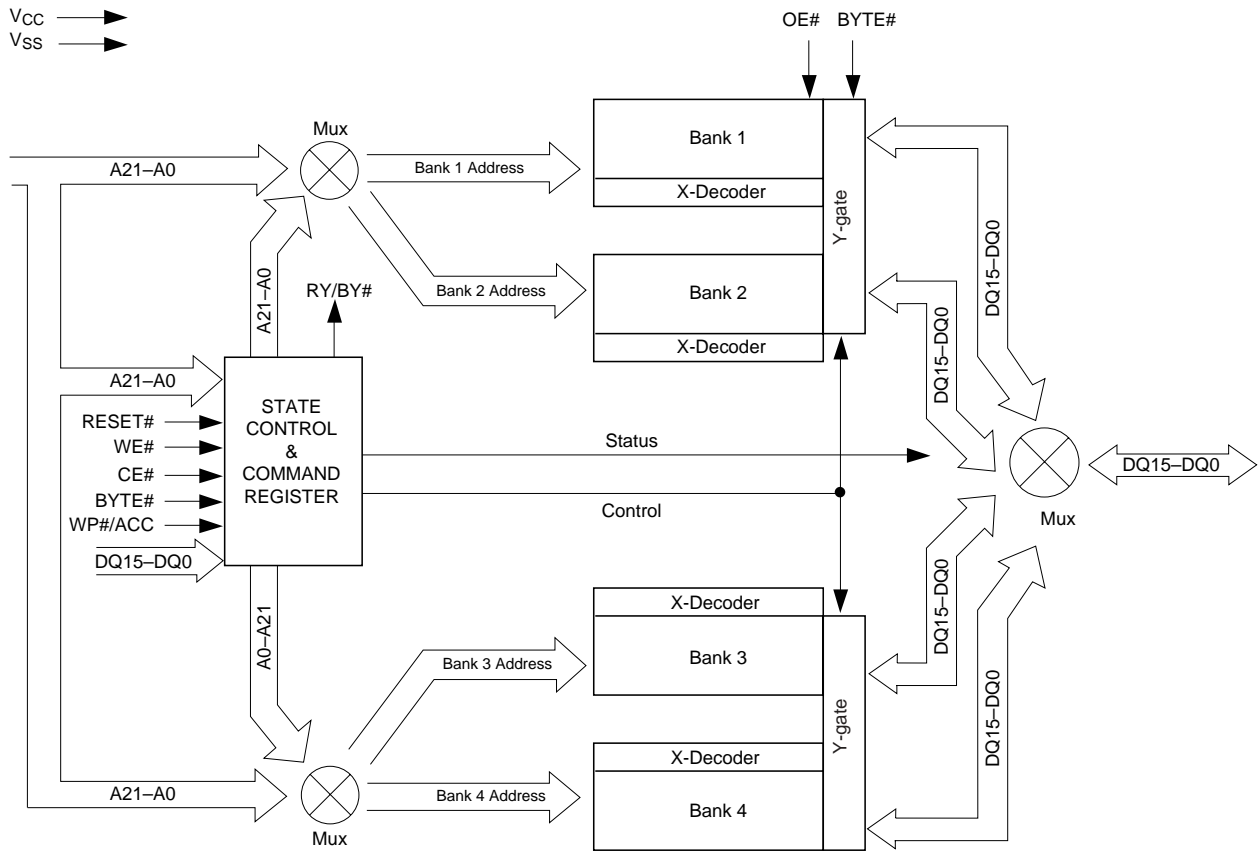 VCC
VSS
OE# BYTE#
Mux
Bank 1
A21–A0
Bank 1 Address
X-Decoder
Y-gate
DQ15–DQ0
A21–A0
RY/BY#
Bank 2 Address
Bank 2
X-Decoder
DQ15–DQ0
A21–A0
RESET#
WE#
CE#
BYTE#
WP#/ACC
DQ15–DQ0
STATE
CONTROL
&
COMMAND
REGISTER
Status
Control
DQ15–DQ0
Mux
A0–A21
X-Decoder
Bank 3 Address
Bank 3
Y-gate
DQ15–DQ0
DQ15–DQ0
X-Decoder
A21–A0
Bank 4 Address
Bank 4
Mux